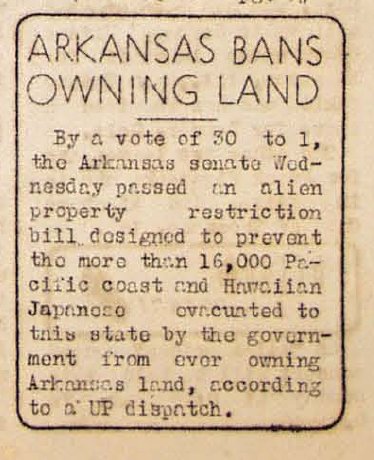 ARKANSAS BANS
OWNING LAND
By a vote of 30 to 1,
the Arkansas senate Wed-
nesday passed an alien
property restriction
bill designed to prevent
the more than 16,000 Pa-
cific coast and Hawaiian
Japanese evacuated to
this state by the govern-
ment from ever owning
Arkansas land, according
to a UP dispatch.